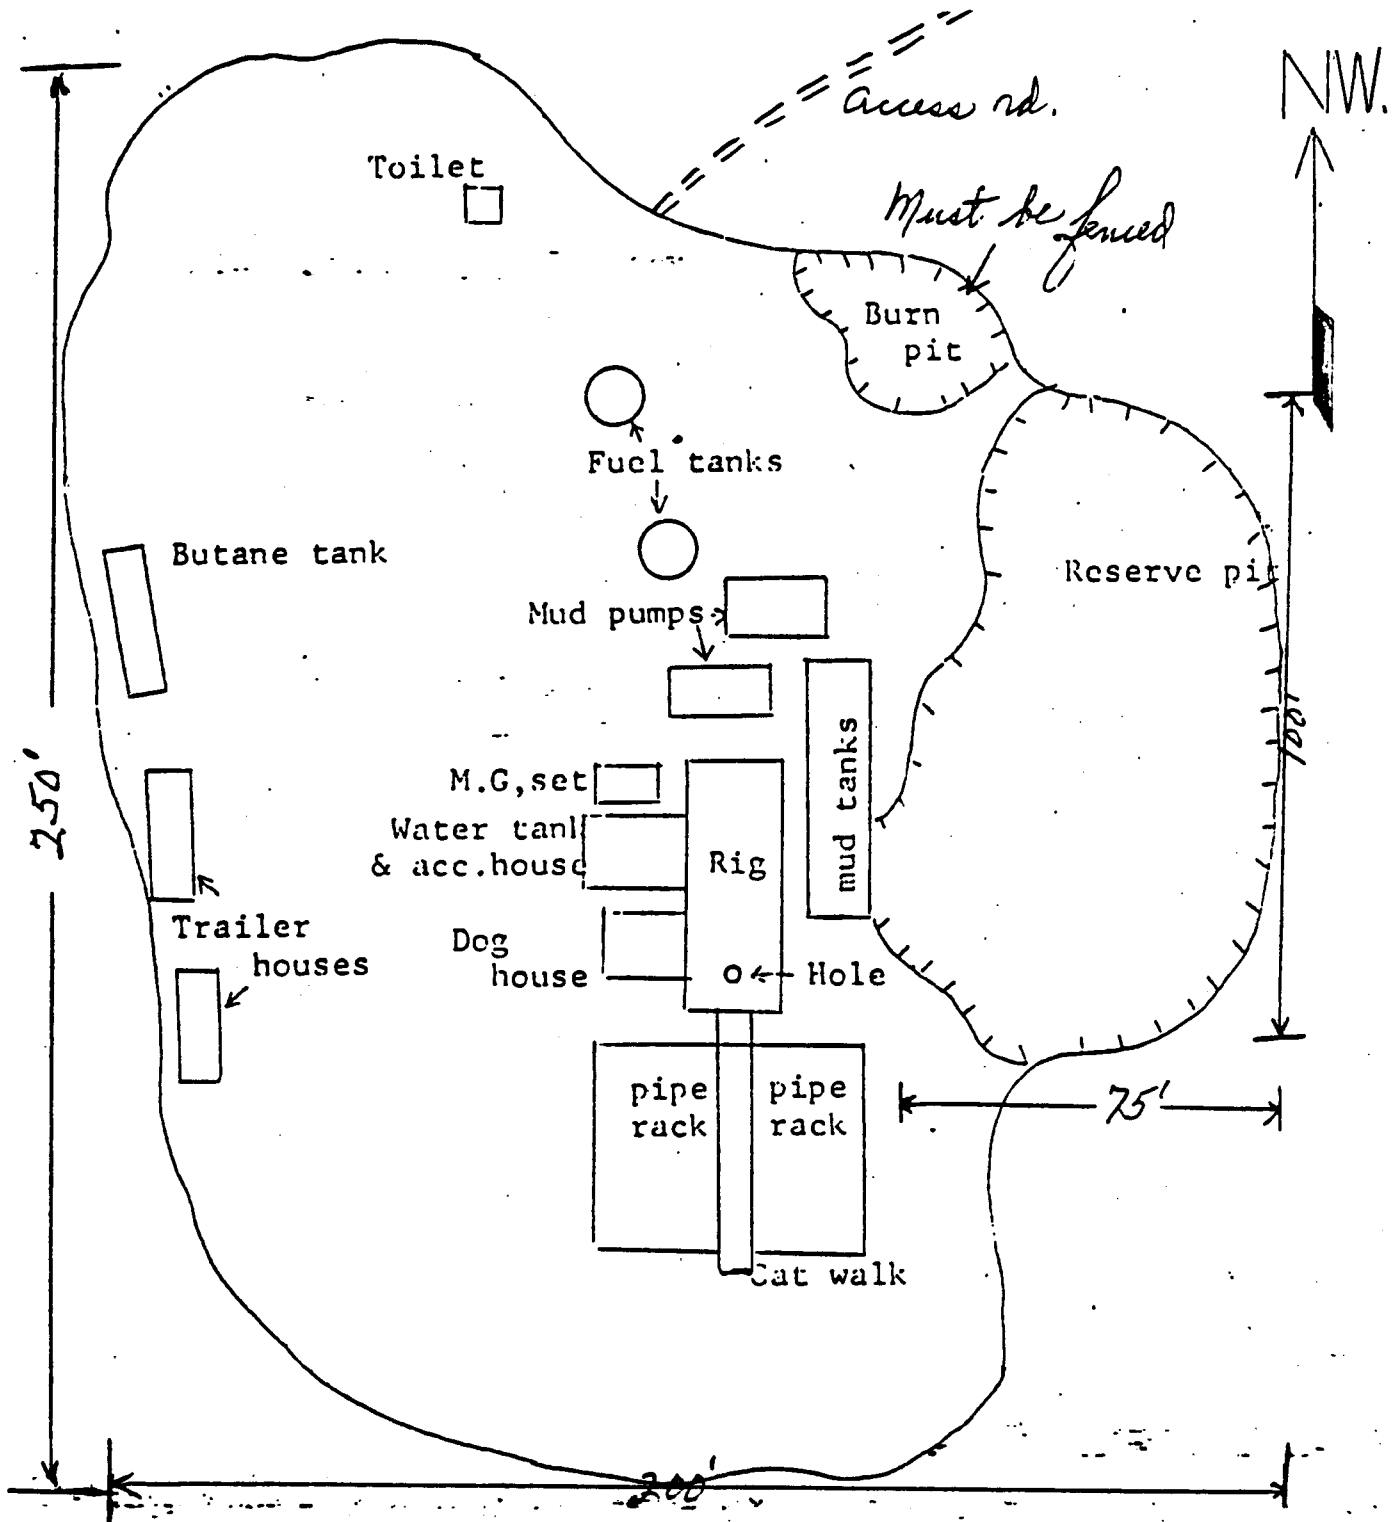 NW.
access rd.
Toilet
Must be fenced
Burn
pit
Fuel tanks
Butane tank
Reserve pit
Mud pumps
100'
mud tanks
250'
M.G,set
Water tank
& acc.house
Rig
Trailer
houses
Dog
house
Hole
pipe
rack
pipe
rack
75'
Cat walk
200'